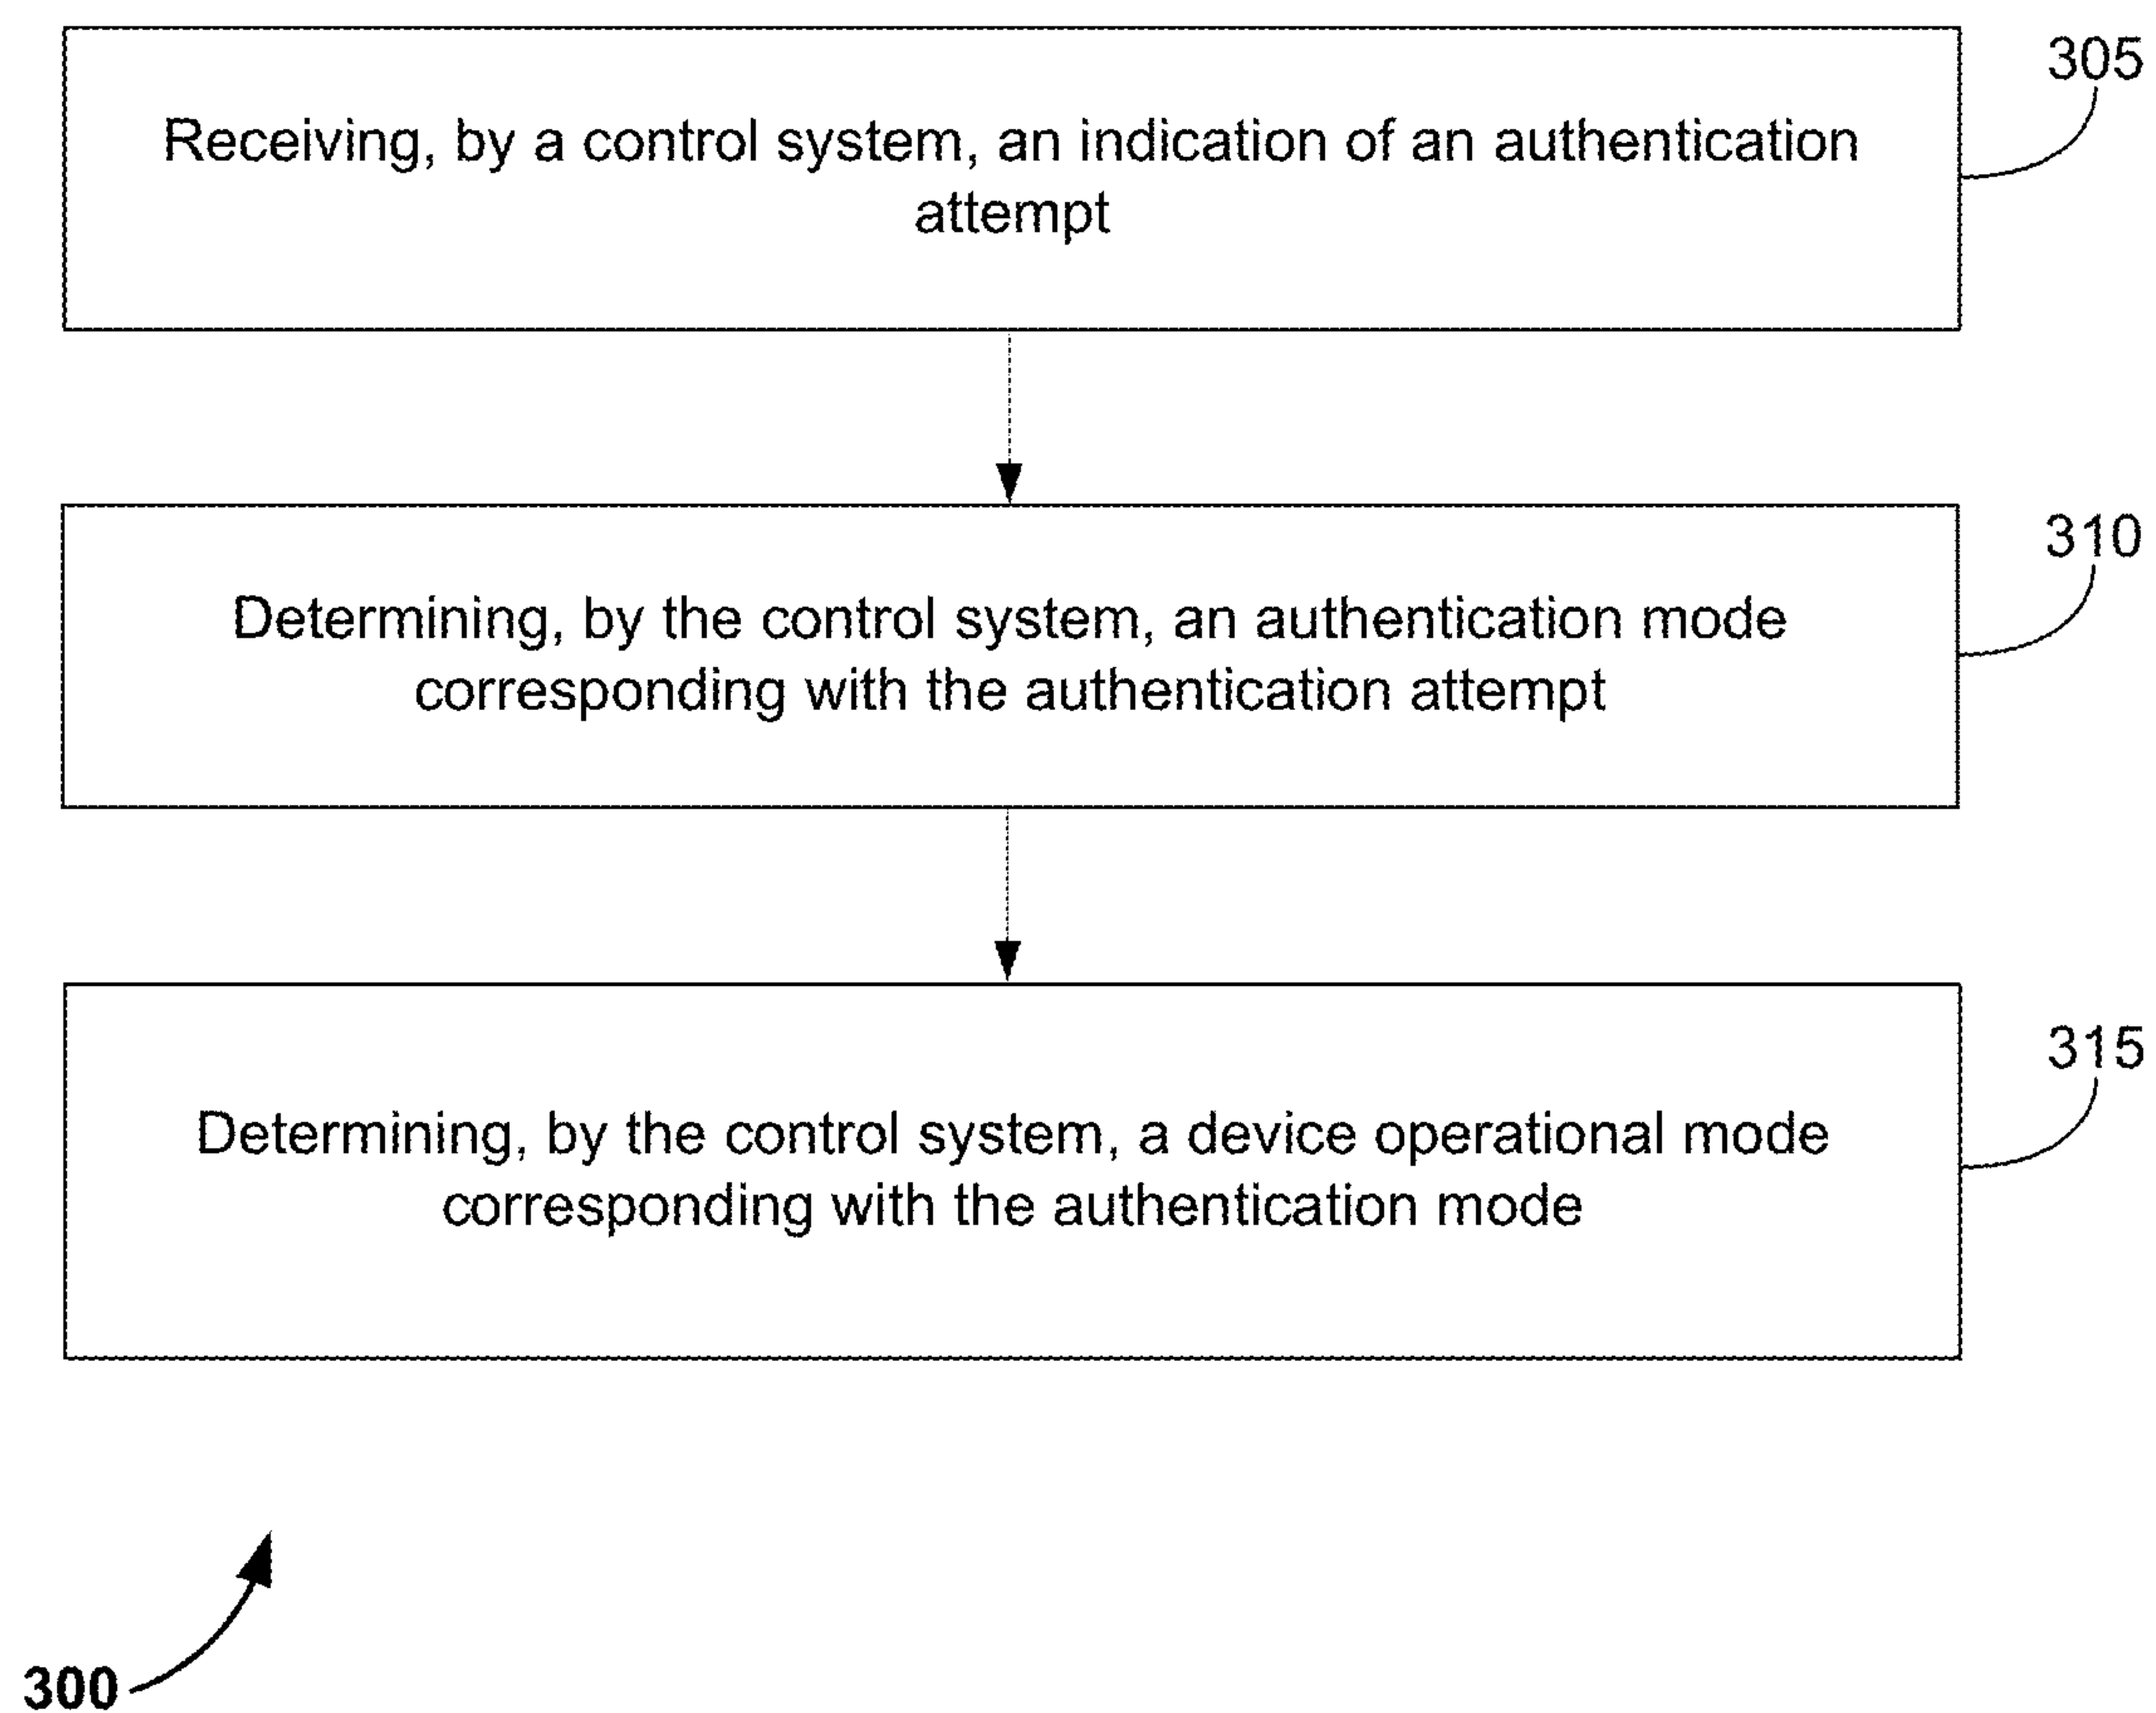 305
Receiving, by a control system, an indication of an authentication
attempt
310
Determining, by the control system, an authentication mode
corresponding with the authentication attempt
315
Determining, by the control system, a device operational mode
corresponding with the authentication mode
300